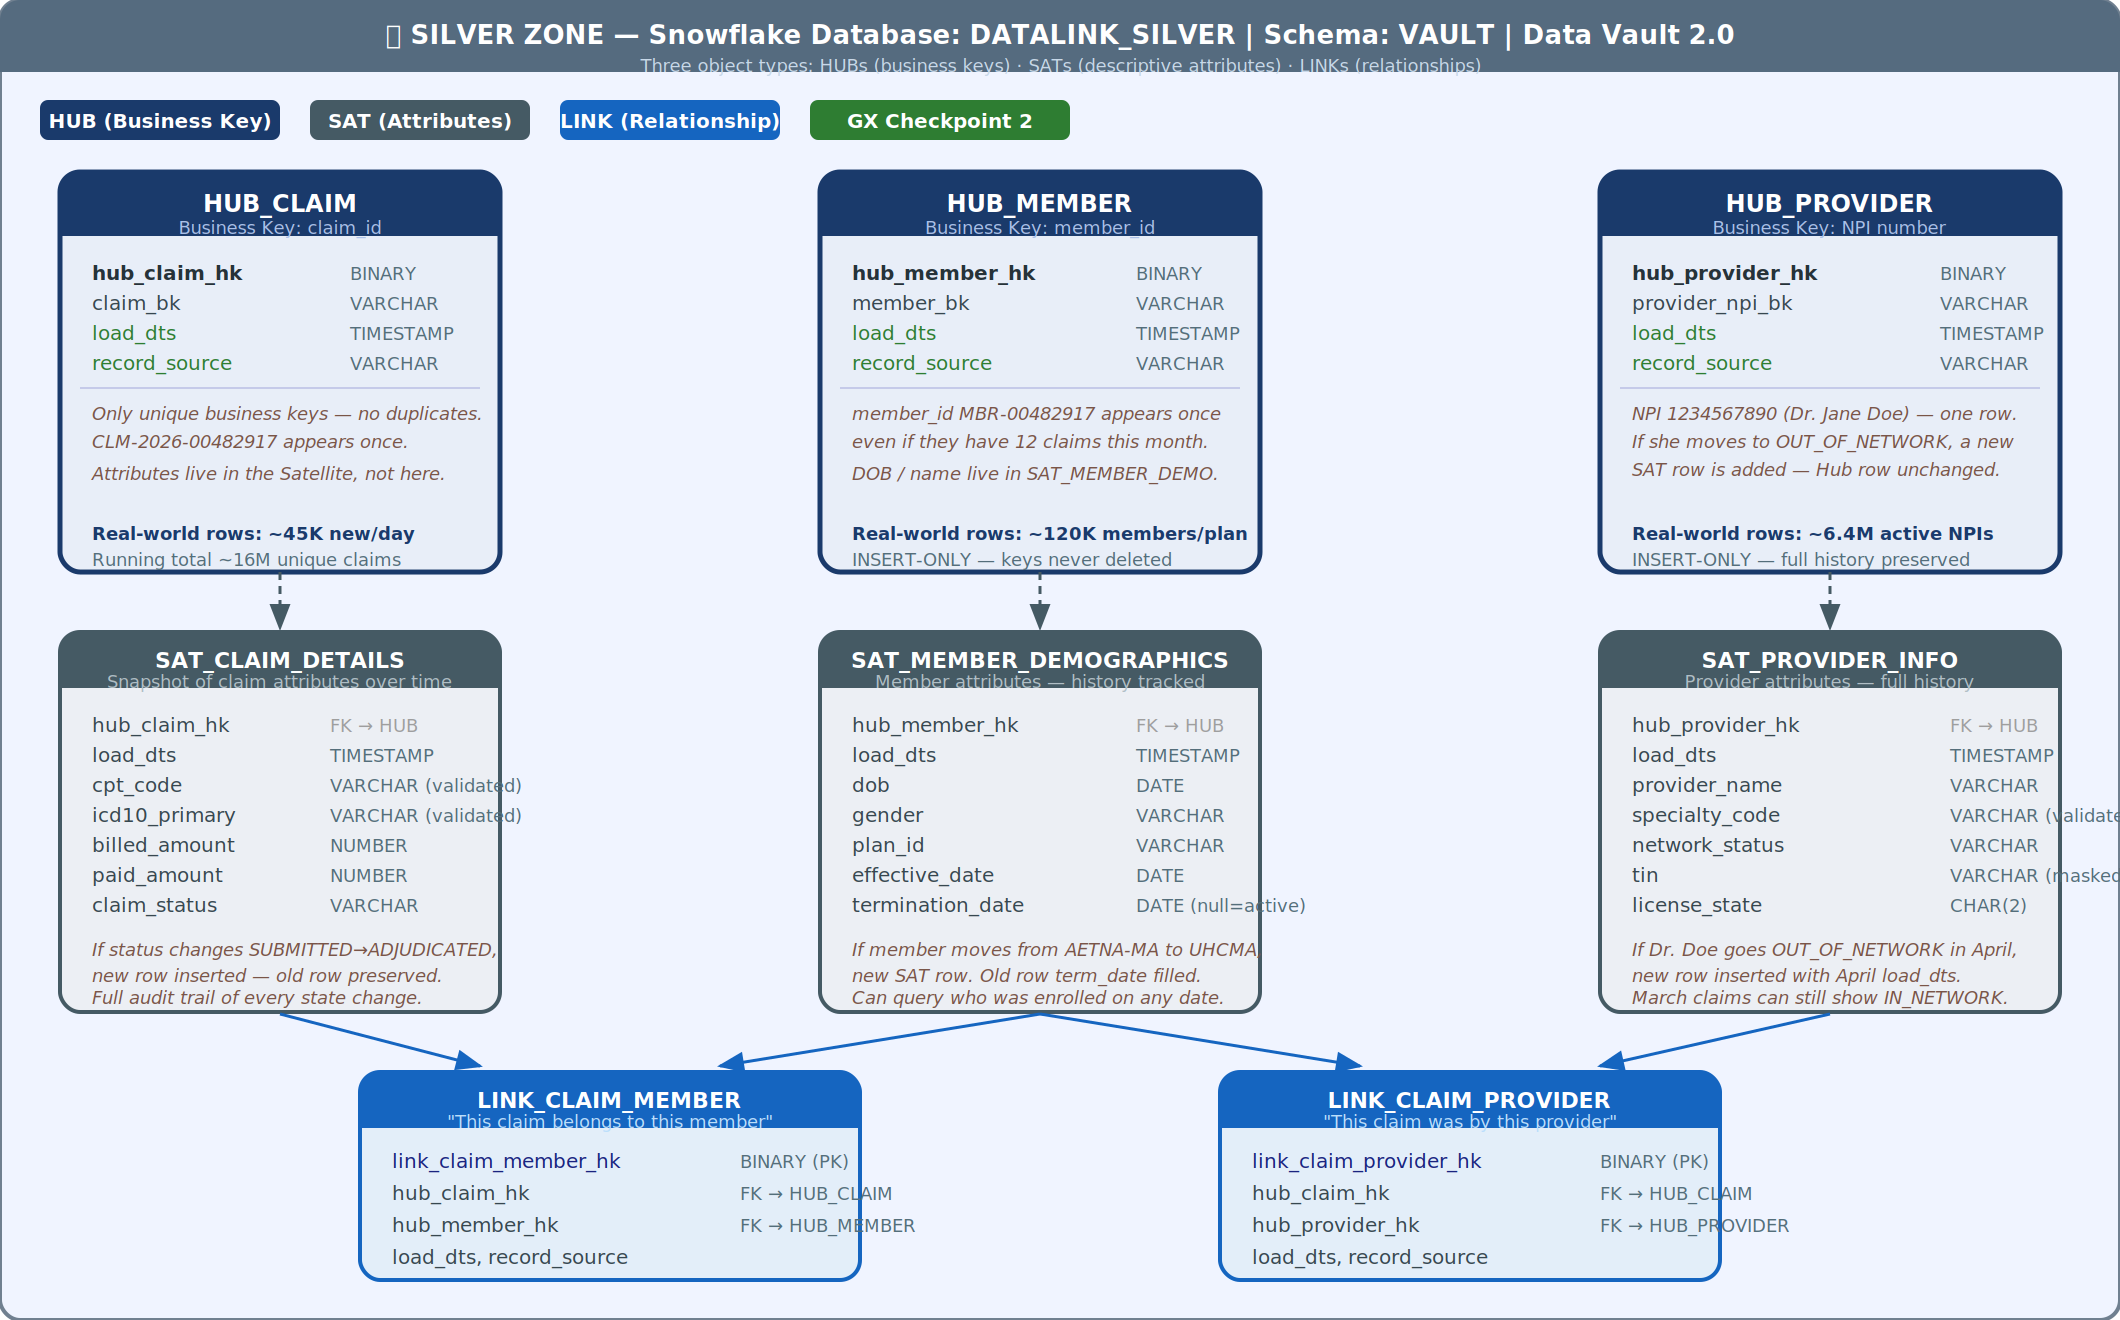 SILVER ZONE — Snowflake Database: DATALINK_SILVER | Schema: VAULT | Data Vault 2.0
Three object types: HUBs (business keys) · SATs (descriptive attributes) · LINKs (relationships)
HUB (Business Key)
SAT (Attributes)
LINK (Relationship)
GX Checkpoint 2
HUB_CLAIM
Business Key: claim_id
hub_claim_hk BINARY
claim_bk VARCHAR
load_dts TIMESTAMP
record_source VARCHAR
Only unique business keys — no duplicates.
CLM-2026-00482917 appears once.
Attributes live in the Satellite, not here.
Real-world rows: ~45K new/day
Running total ~16M unique claims
HUB_MEMBER
Business Key: member_id
hub_member_hk BINARY
member_bk VARCHAR
load_dts TIMESTAMP
record_source VARCHAR
member_id MBR-00482917 appears once
even if they have 12 claims this month.
DOB / name live in SAT_MEMBER_DEMO.
Real-world rows: ~120K members/plan
INSERT-ONLY — keys never deleted
HUB_PROVIDER
Business Key: NPI number
hub_provider_hk BINARY
provider_npi_bk VARCHAR
load_dts TIMESTAMP
record_source VARCHAR
NPI 1234567890 (Dr. Jane Doe) — one row.
If she moves to OUT_OF_NETWORK, a new
SAT row is added — Hub row unchanged.
Real-world rows: ~6.4M active NPIs
INSERT-ONLY — full history preserved
SAT_CLAIM_DETAILS
Snapshot of claim attributes over time
hub_claim_hk FK → HUB
load_dts TIMESTAMP
cpt_code VARCHAR (validated)
icd10_primary VARCHAR (validated)
billed_amount NUMBER
paid_amount NUMBER
claim_status VARCHAR
If status changes SUBMITTED→ADJUDICATED,
new row inserted — old row preserved.
Full audit trail of every state change.
SAT_MEMBER_DEMOGRAPHICS
Member attributes — history tracked
hub_member_hk FK → HUB
load_dts TIMESTAMP
dob DATE
gender VARCHAR
plan_id VARCHAR
effective_date DATE
termination_date DATE (null=active)
If member moves from AETNA-MA to UHCMA,
new SAT row. Old row term_date filled.
Can query who was enrolled on any date.
SAT_PROVIDER_INFO
Provider attributes — full history
hub_provider_hk FK → HUB
load_dts TIMESTAMP
provider_name VARCHAR
specialty_code VARCHAR (validate
network_status VARCHAR
tin VARCHAR (masked
license_state CHAR(2)
If Dr. Doe goes OUT_OF_NETWORK in April,
new row inserted with April load_dts.
March claims can still show IN_NETWORK.
LINK_CLAIM_MEMBER
"This claim belongs to this member"
link_claim_member_hk BINARY (PK)
hub_claim_hk FK → HUB_CLAIM
hub_member_hk FK → HUB_MEMBER
load_dts, record_source
LINK_CLAIM_PROVIDER
"This claim was by this provider"
link_claim_provider_hk BINARY (PK)
hub_claim_hk FK → HUB_CLAIM
hub_provider_hk FK → HUB_PROVIDER
load_dts, record_source